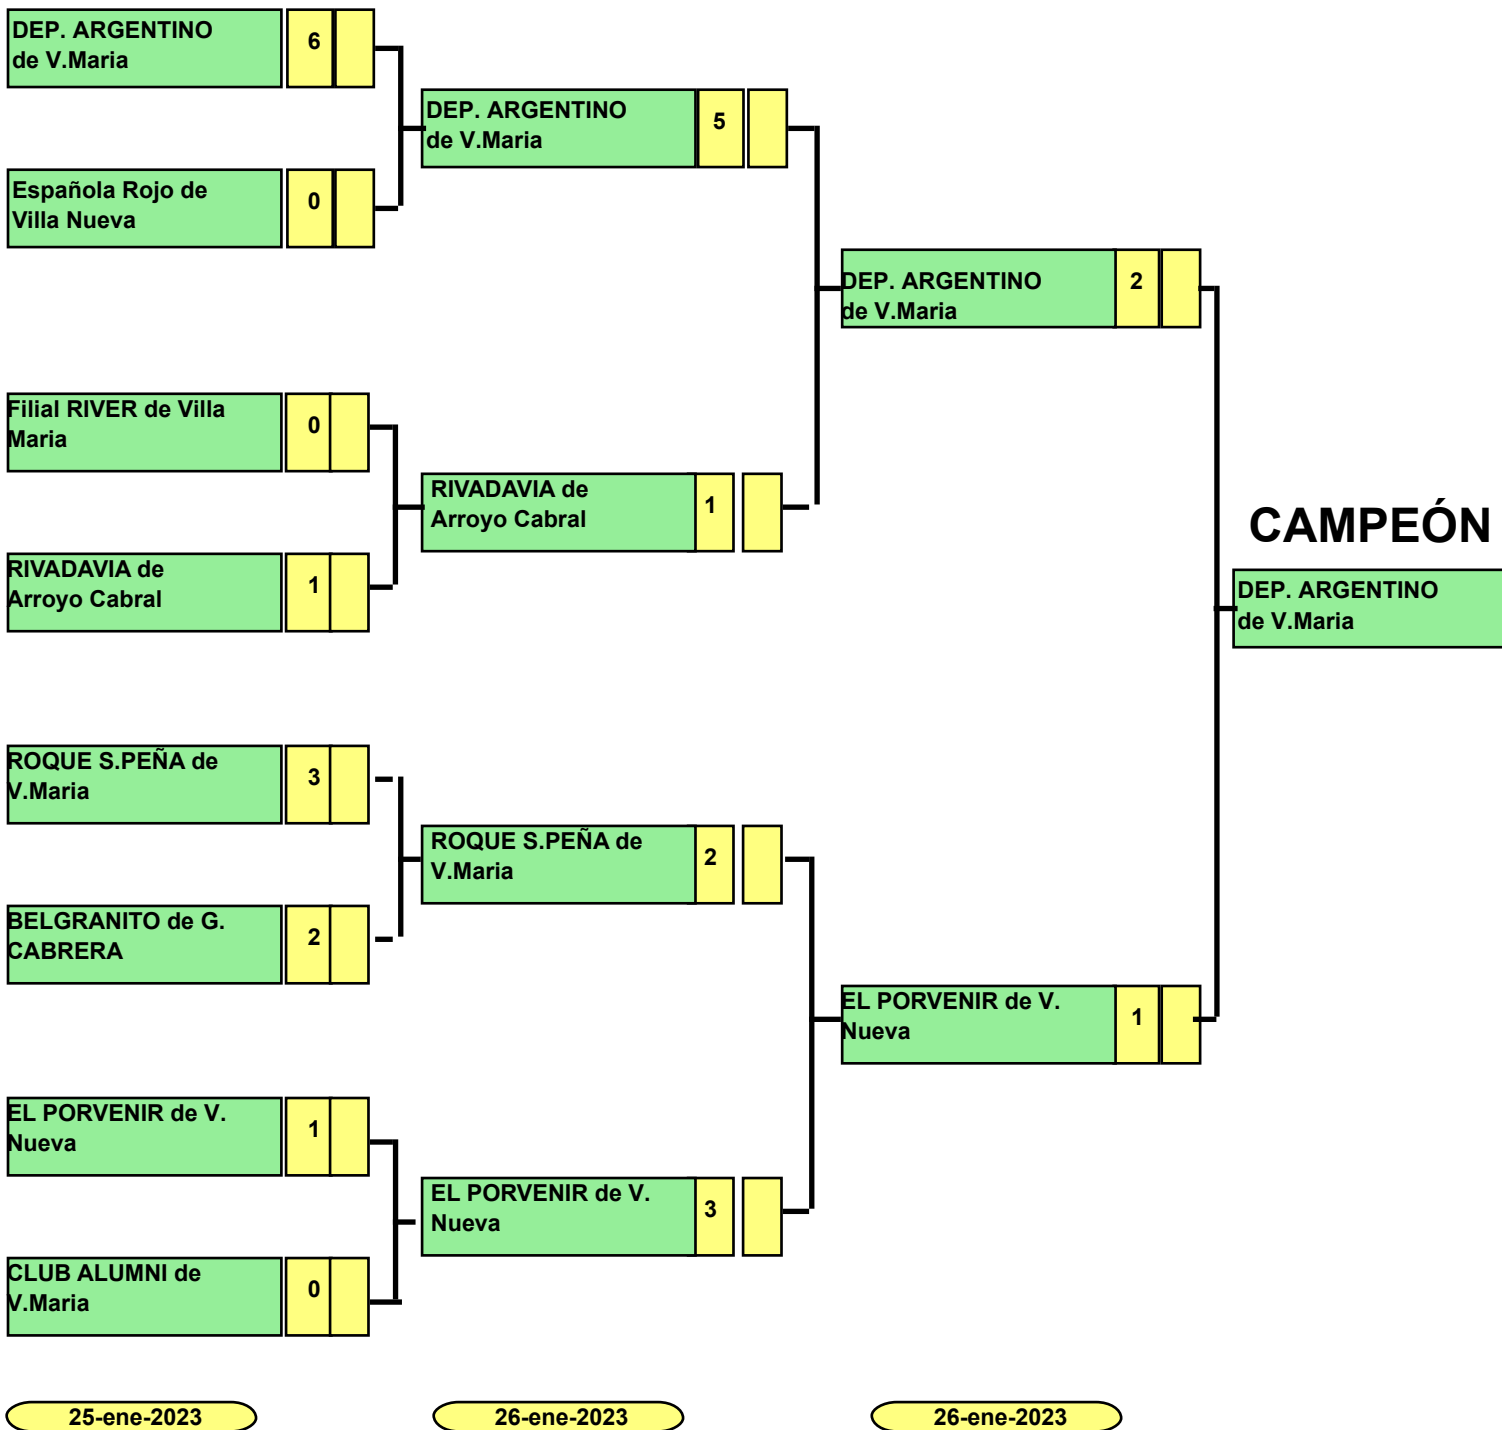 DEP. ARGENTINO
de V.Maria
6
Española Rojo de
Villa Nueva
0
Filial RIVER de Villa
Maria
0
RIVADAVIA de
Arroyo Cabral
1
ROQUE S.PEÑA de
V.Maria
3
BELGRANITO de G.
CABRERA
2
EL PORVENIR de V.
Nueva
1
CLUB ALUMNI de
V.Maria
0
25-ene-2023
DEP. ARGENTINO
de V.Maria
5
RIVADAVIA de
Arroyo Cabral
1
ROQUE S.PEÑA de
V.Maria
2
EL PORVENIR de V.
Nueva
3
26-ene-2023
DEP. ARGENTINO
de V.Maria
2
EL PORVENIR de V.
Nueva
1
26-ene-2023
CAMPEÓN
DEP. ARGENTINO
de V.Maria